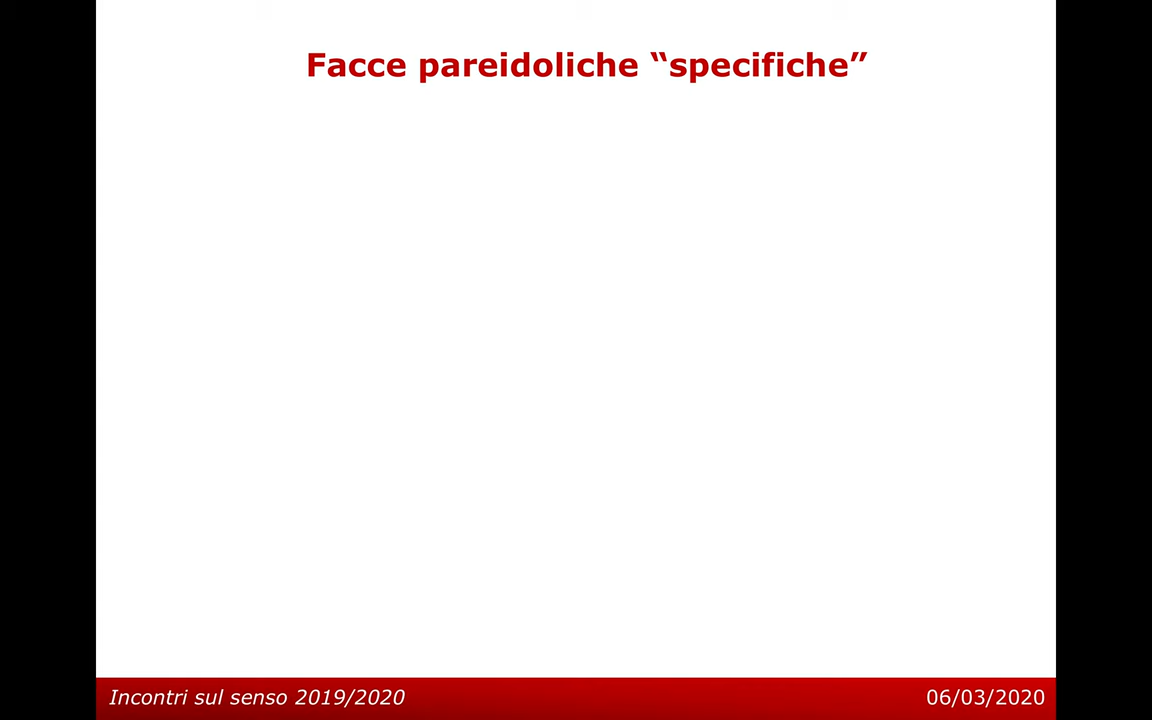 Facce pareidoliche “specifiche”
Incontri sul senso 2019/2020
06/03/2020